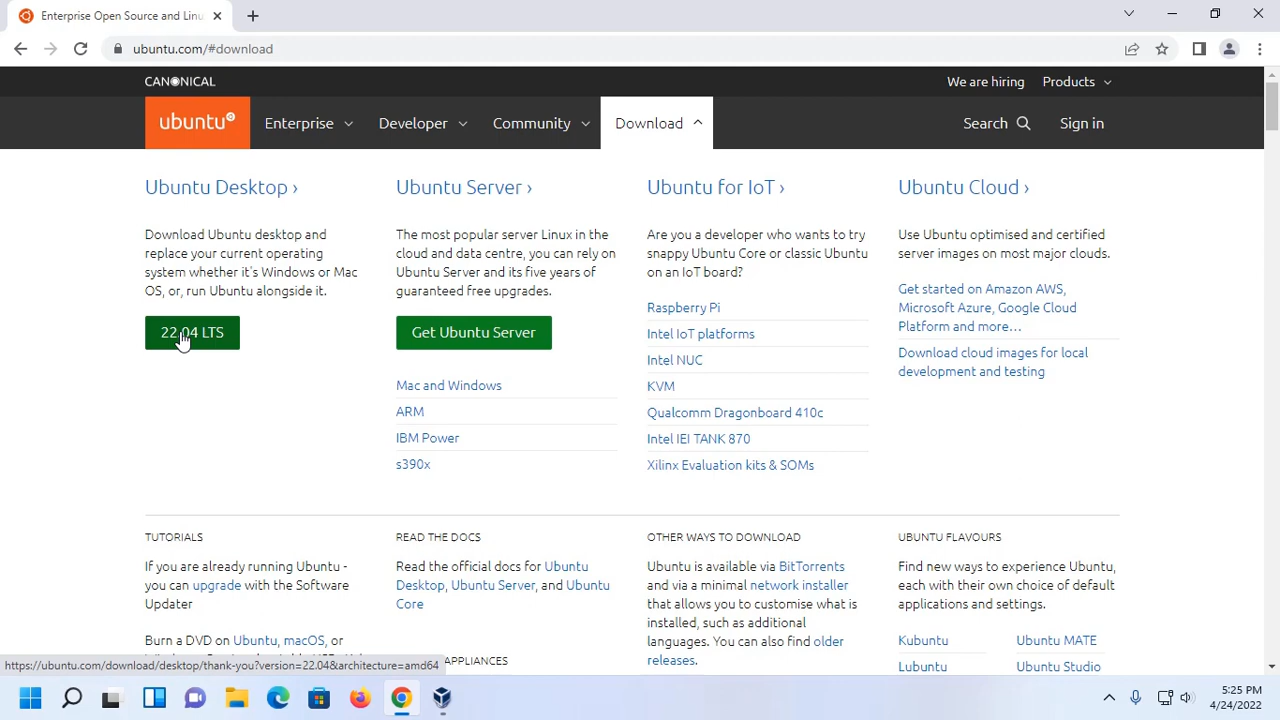 Enterprise Open Source and Linu
ubuntu.com/#download
CANONICAL
We are hiring
Products
ubuntu
Enterprise
Developer
Community
Download
Search
Sign in
Ubuntu Desktop ›
Download Ubuntu desktop and
replace your current operating
system whether it's Windows or Mac
OS, or, run Ubuntu alongside it.
22.04 LTS
Ubuntu Server ›
The most popular server Linux in the
cloud and data centre, you can rely on
Ubuntu Server and its five years of
guaranteed free upgrades.
Get Ubuntu Server
Mac and Windows
ARM
IBM Power
s390x
Ubuntu for IoT ›
Are you a developer who wants to try
snappy Ubuntu Core or classic Ubuntu
on an IoT board?
Raspberry Pi
Intel IoT platforms
Intel NUC
KVM
Qualcomm Dragonboard 410c
Intel IEI TANK 870
Xilinx Evaluation kits & SOMs
Ubuntu Cloud ›
Use Ubuntu optimised and certified
server images on most major clouds.
Get started on Amazon AWS,
Microsoft Azure, Google Cloud
Platform and more…
Download cloud images for local
development and testing
TUTORIALS
If you are already running Ubuntu -
you can upgrade with the Software
Updater
Burn a DVD on Ubuntu, macOS, or
READ THE DOCS
Read the official docs for Ubuntu
Desktop, Ubuntu Server, and Ubuntu
Core
APPLIANCES
OTHER WAYS TO DOWNLOAD
Ubuntu is available via BitTorrents
and via a minimal network installer
that allows you to customise what is
installed, such as additional
languages. You can also find older
releases.
UBUNTU FLAVOURS
Find new ways to experience Ubuntu,
each with their own choice of default
applications and settings.
Kubuntu
Ubuntu MATE
Lubuntu
Ubuntu Studio
https://ubuntu.com/download/desktop/thank-you?version=22.04&architecture=amd64
5:25 PM
4/24/2022